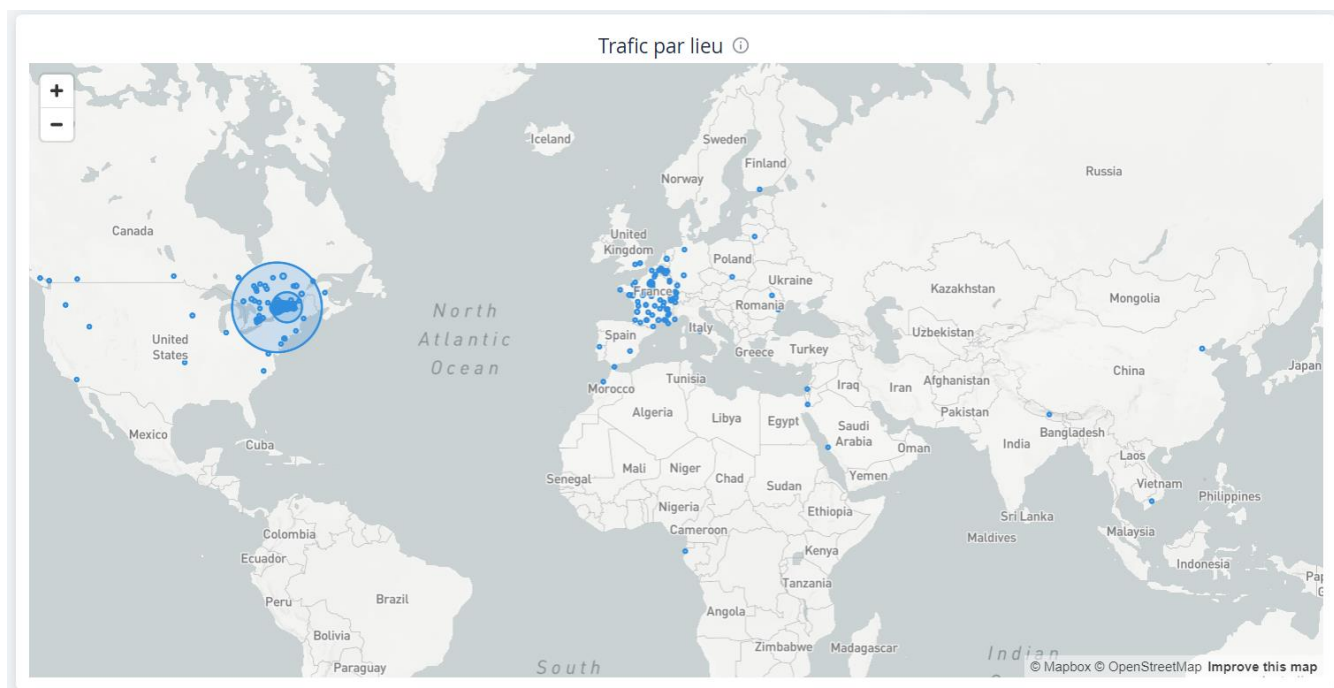 Trafic par lieu
+
−
Iceland
Sweden
Finland
Norway
Russia
Canada
United
Kingdom
Poland
Ukraine
France
Kazakhstan
Mongolia
Romania
North
Atlantic
Ocean
United
States
Italy
Spain
Uzbekistan
Greece
Turkey
Japan
China
Morocco
Tunisia
Iraq
Iran
Afghanistan
Algeria
Libya
Egypt
Pakistan
Mexico
Saudi
Arabia
Oman
India
Bangladesh
Cuba
Laos
Senegal
Mali
Niger
Chad
Sudan
Yemen
Vietnam
Philippines
Nigeria
Ethiopia
Sri Lanka
Cameroon
Colombia
Maldives
Malaysia
Ecuador
Kenya
Indonesia
Tanzania
Peru
Brazil
Angola
Bolivia
Zimbabwe
Madagascar
Paraguay
South
Indian
© Mapbox © OpenStreetMap Improve this map